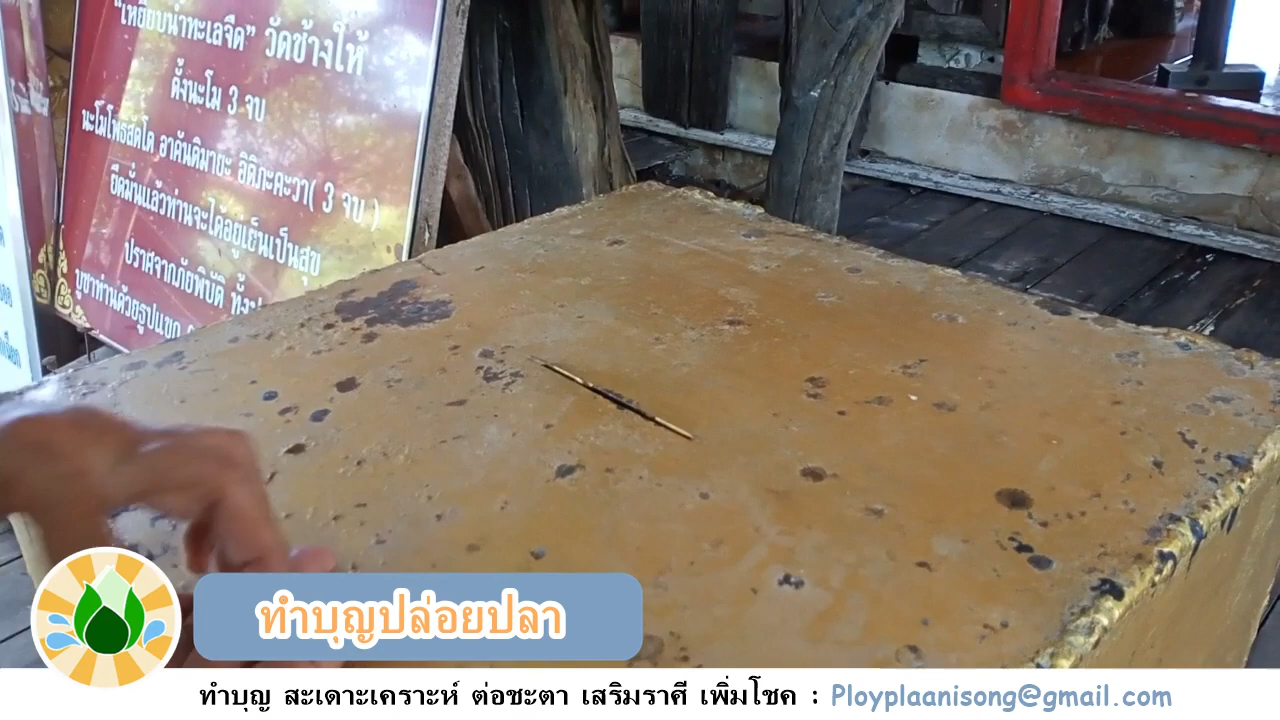 “เหยียบน้ำทะเลจืด” วัดช้างให้
ตั้งนะโม 3 จบ
นะโมโพธิสัตโต อาคันติมายะ อิติภะคะวา( 3 จบ )
ยึดมั่นแล้วท่านจะได้อยู่เย็นเป็นสุข
ปราศจากภัยพิบัติ
บูชาท่านด้วยธูปแขก
ทำบุญปล่อยปลา
ทำบุญ สะเดาะเคราะห์ ต่อชะตา เสริมราศี เพิ่มโชค : Ployplaanisong@gmail.com